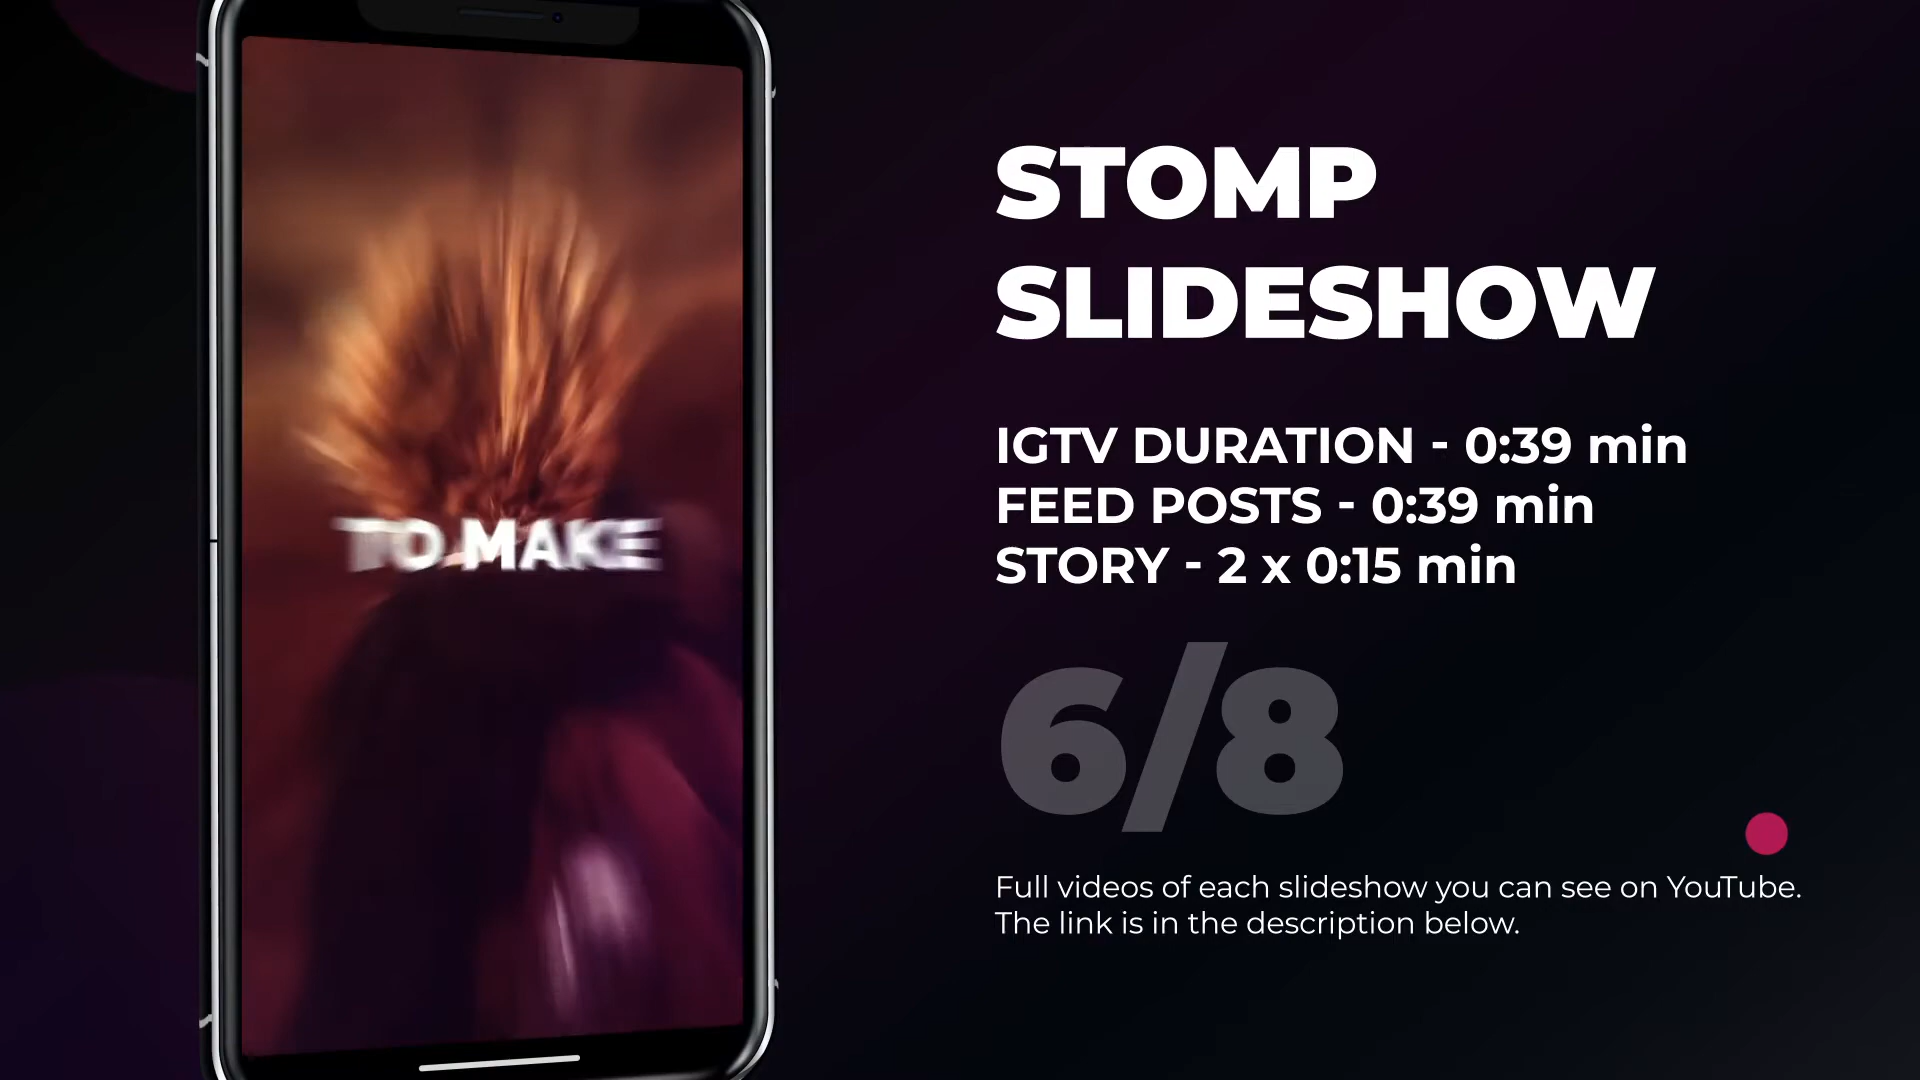 TO MAKE
STOMP
SLIDESHOW
IGTV DURATION - 0:39 min
FEED POSTS - 0:39 min
STORY - 2 x 0:15 min
6/8
Full videos of each slideshow you can see on YouTube.
The link is in the description below.